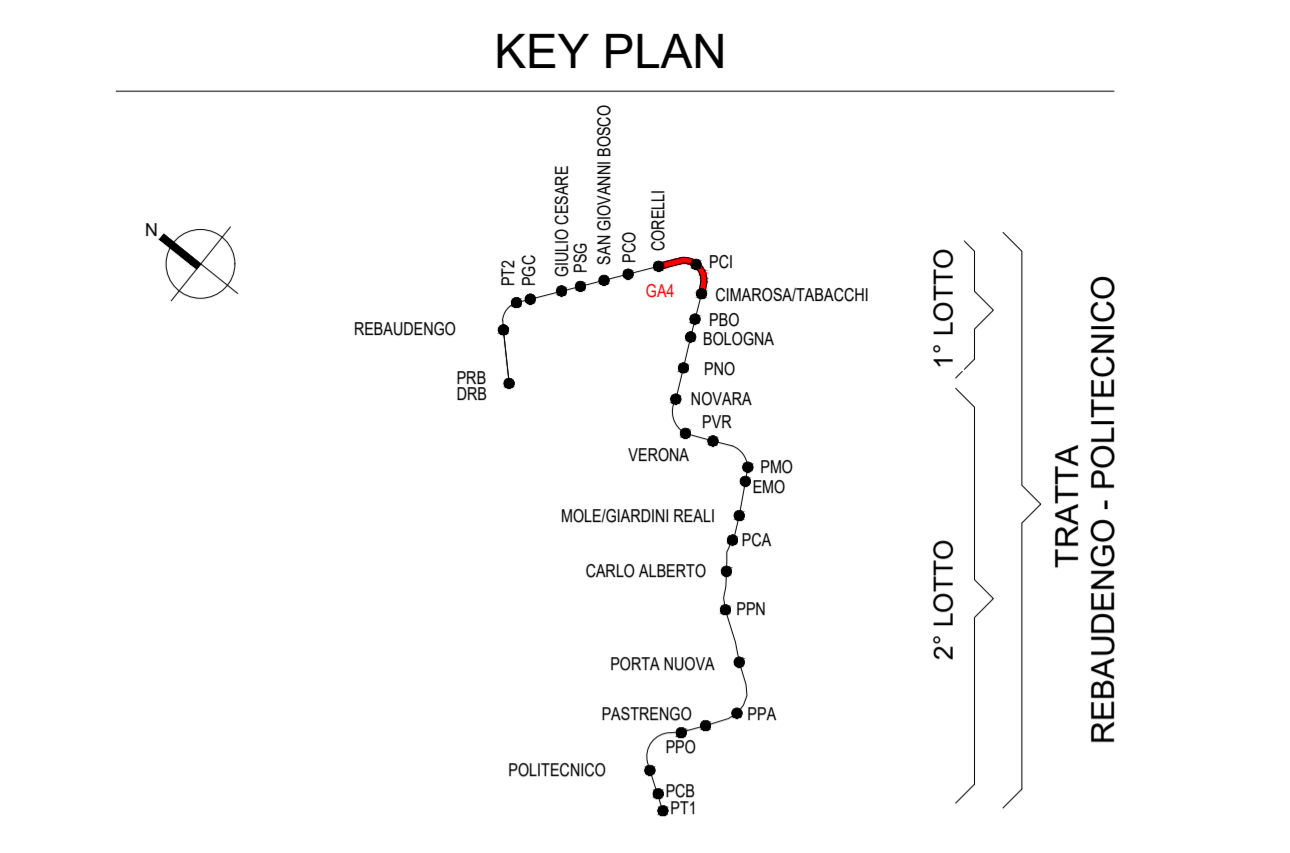 KEY PLAN
N
REBAUDENGO
PRB
DRB
PT2
PGC
GIULIO CESARE
PSG
SAN GIOVANNI BOSCO
PCO
CORELLI
GA4
PCI
CIMAROSA/TABACCHI
PBO
BOLOGNA
PNO
NOVARA
PVR
VERONA
PMO
EMO
MOLE/GIARDINI REALI
PCA
CARLO ALBERTO
PPN
PORTA NUOVA
PASTRENGO
PPA
PPO
POLITECNICO
PCB
PT1
1° LOTTO
2° LOTTO
TRATTA
REBAUDENGO - POLITECNICO